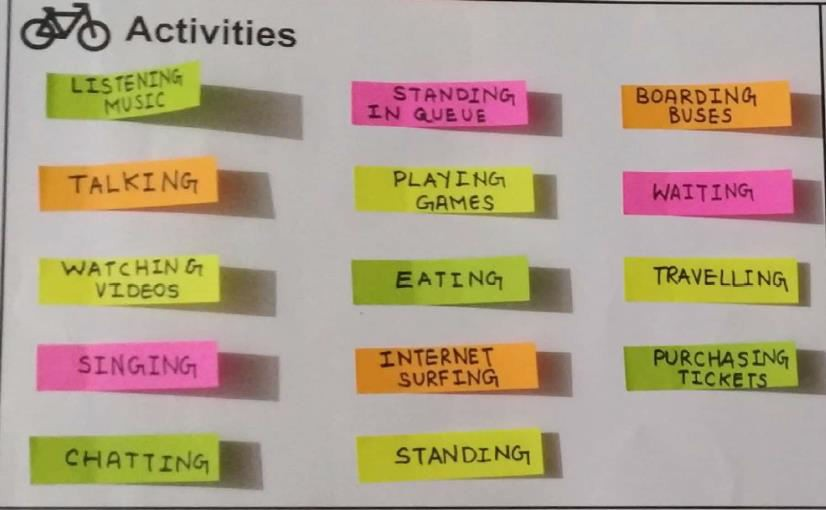 Activities
LISTENING
MUSIC
STANDING
IN QUEUE
BOARDING
BUSES
TALKING
PLAYING
GAMES
WAITING
WATCHING
VIDEOS
EATING
TRAVELLING
SINGING
INTERNET
SURFING
PURCHASING
TICKETS
CHATTING
STANDING